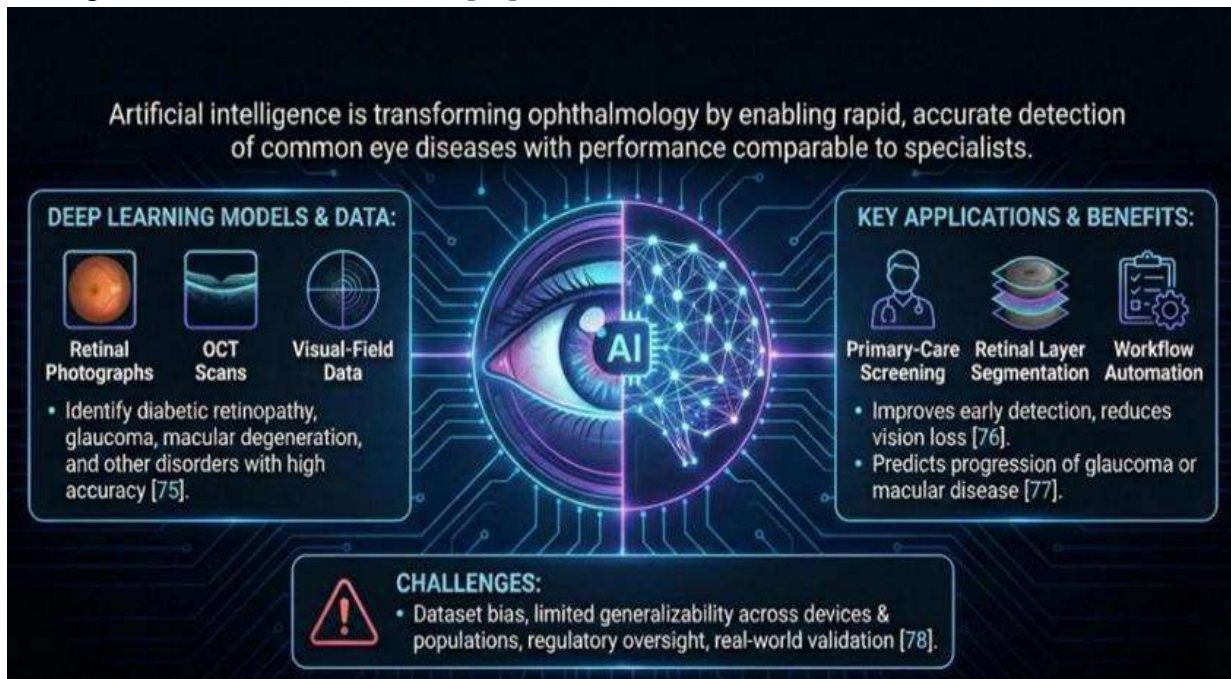 Artificial intelligence is transforming ophthalmology by enabling rapid, accurate detection
of common eye diseases with performance comparable to specialists.
DEEP LEARNING MODELS & DATA:
Retinal
Photographs
OCT
Scans
Visual-Field
Data
• Identify diabetic retinopathy,
glaucoma, macular degeneration,
and other disorders with high
accuracy [75].
AI
KEY APPLICATIONS & BENEFITS:
Primary-Care
Screening
Retinal Layer
Segmentation
Workflow
Automation
• Improves early detection, reduces
vision loss [76].
• Predicts progression of glaucoma or
macular disease [77].
CHALLENGES:
• Dataset bias, limited generalizability across devices &
populations, regulatory oversight, real-world validation [78].